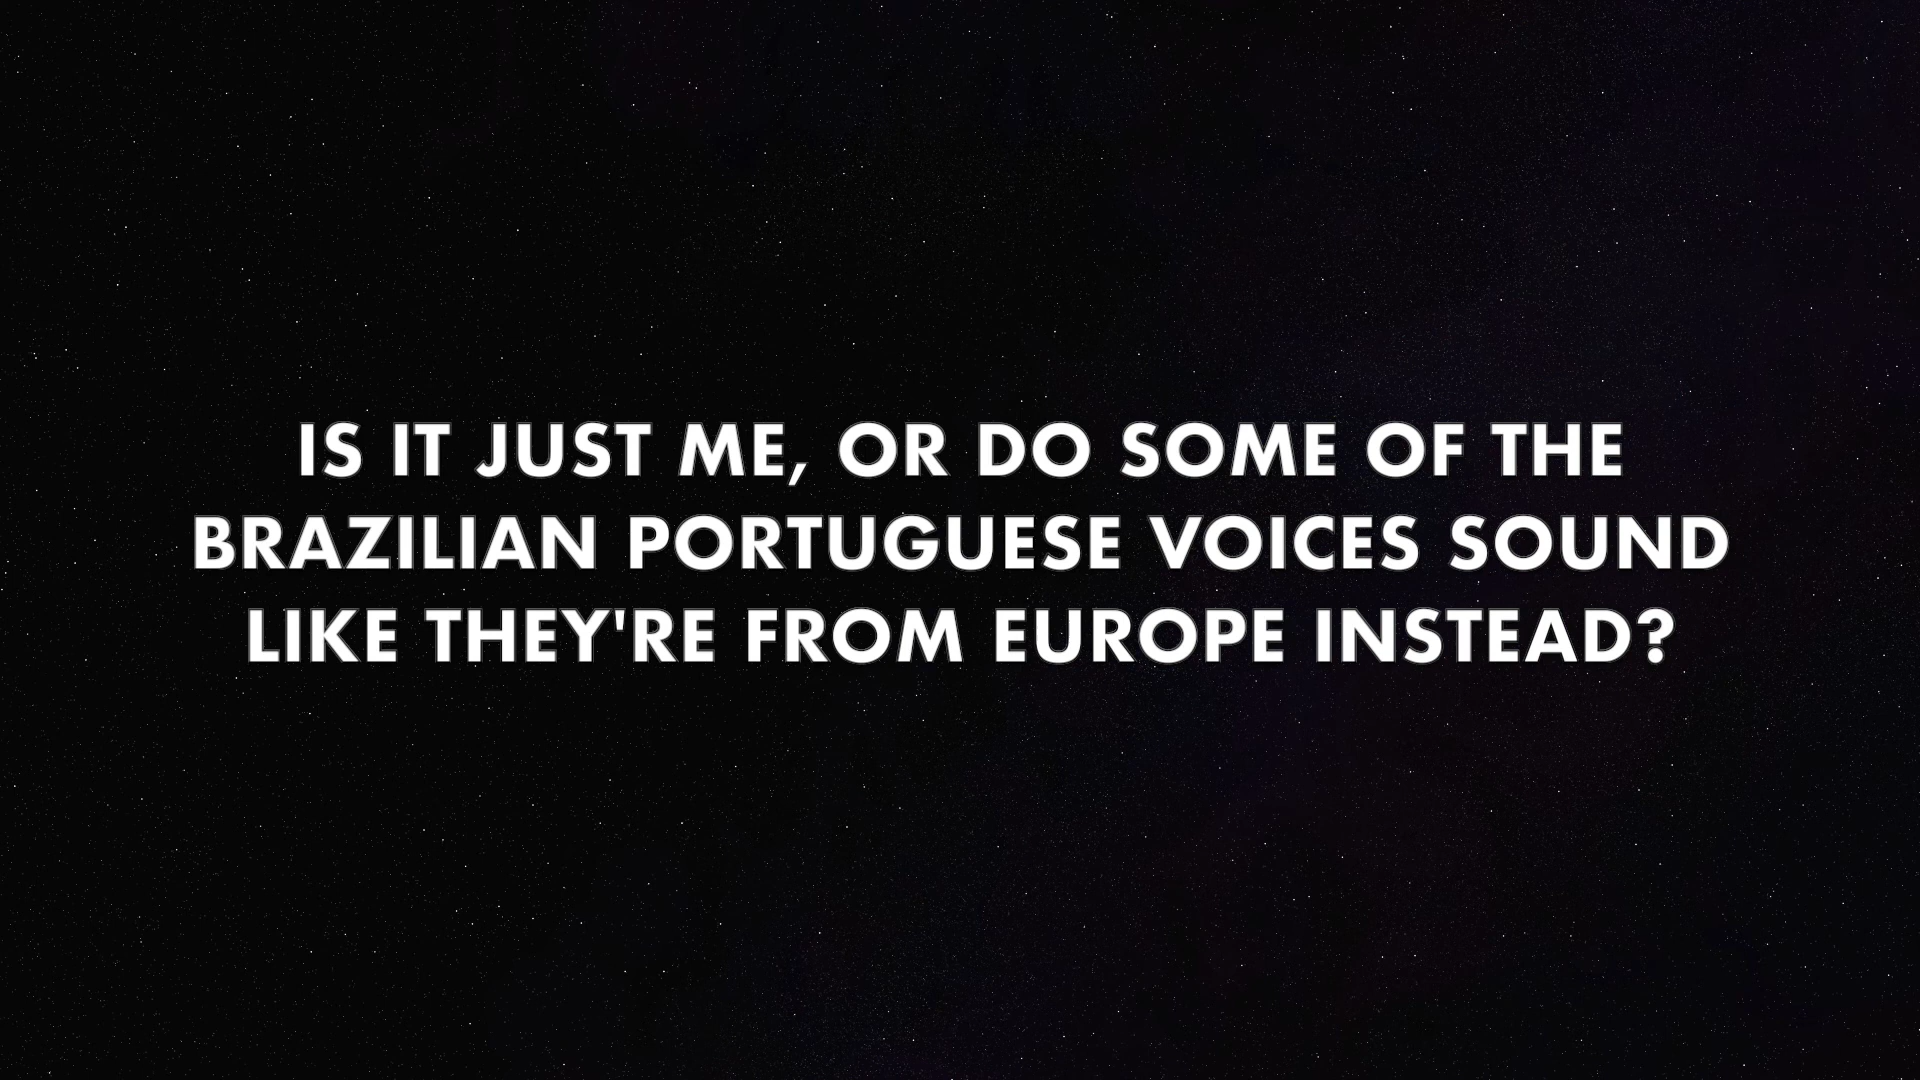 IS IT JUST ME, OR DO SOME OF THE
BRAZILIAN PORTUGUESE VOICES SOUND
LIKE THEY'RE FROM EUROPE INSTEAD?